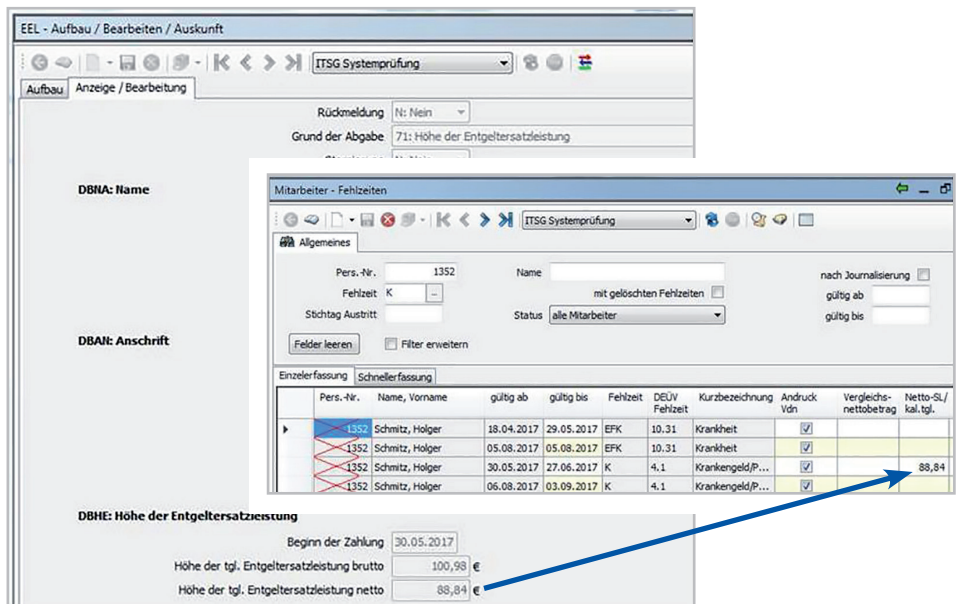 EEL - Aufbau / Bearbeiten / Auskunft
ITSG Systemprüfung
Aufbau Anzeige / Bearbeitung
Rückmeldung N: Nein
Grund der Abgabe 71: Höhe der Entgeltersatzleistung
DBNA: Name
DBAN: Anschrift
DBHE: Höhe der Entgeltersatzleistung
Beginn der Zahlung 30.05.2017
Höhe der tgl. Entgeltersatzleistung brutto 100,98 €
Höhe der tgl. Entgeltersatzleistung netto 88,84 €
Mitarbeiter - Fehlzeiten
ITSG Systemprüfung
Allgemeines
Pers.-Nr. 1352 Name nach Journalisierung
Fehlzeit K ... mit gelöschten Fehlzeiten gültig ab
Stichtag Austritt Status alle Mitarbeiter gültig bis
Felder leeren Filter erweitern
Einzelerfassung Schnellerfassung
Pers.-Nr. Name, Vorname gültig ab gültig bis Fehlzeit DEÜV Kurzbezeichnung Andruck Vergleichs- Netto-SL/
Fehlzeit Vdn nettobetrag kal.tgl.
1352 Schmitz, Holger 18.04.2017 29.05.2017 EFK 10.31 Krankheit
1352 Schmitz, Holger 05.08.2017 05.08.2017 EFK 10.31 Krankheit
1352 Schmitz, Holger 30.05.2017 27.06.2017 K 4.1 Krankengeld/P... 88,84
1352 Schmitz, Holger 06.08.2017 03.09.2017 K 4.1 Krankengeld/P...